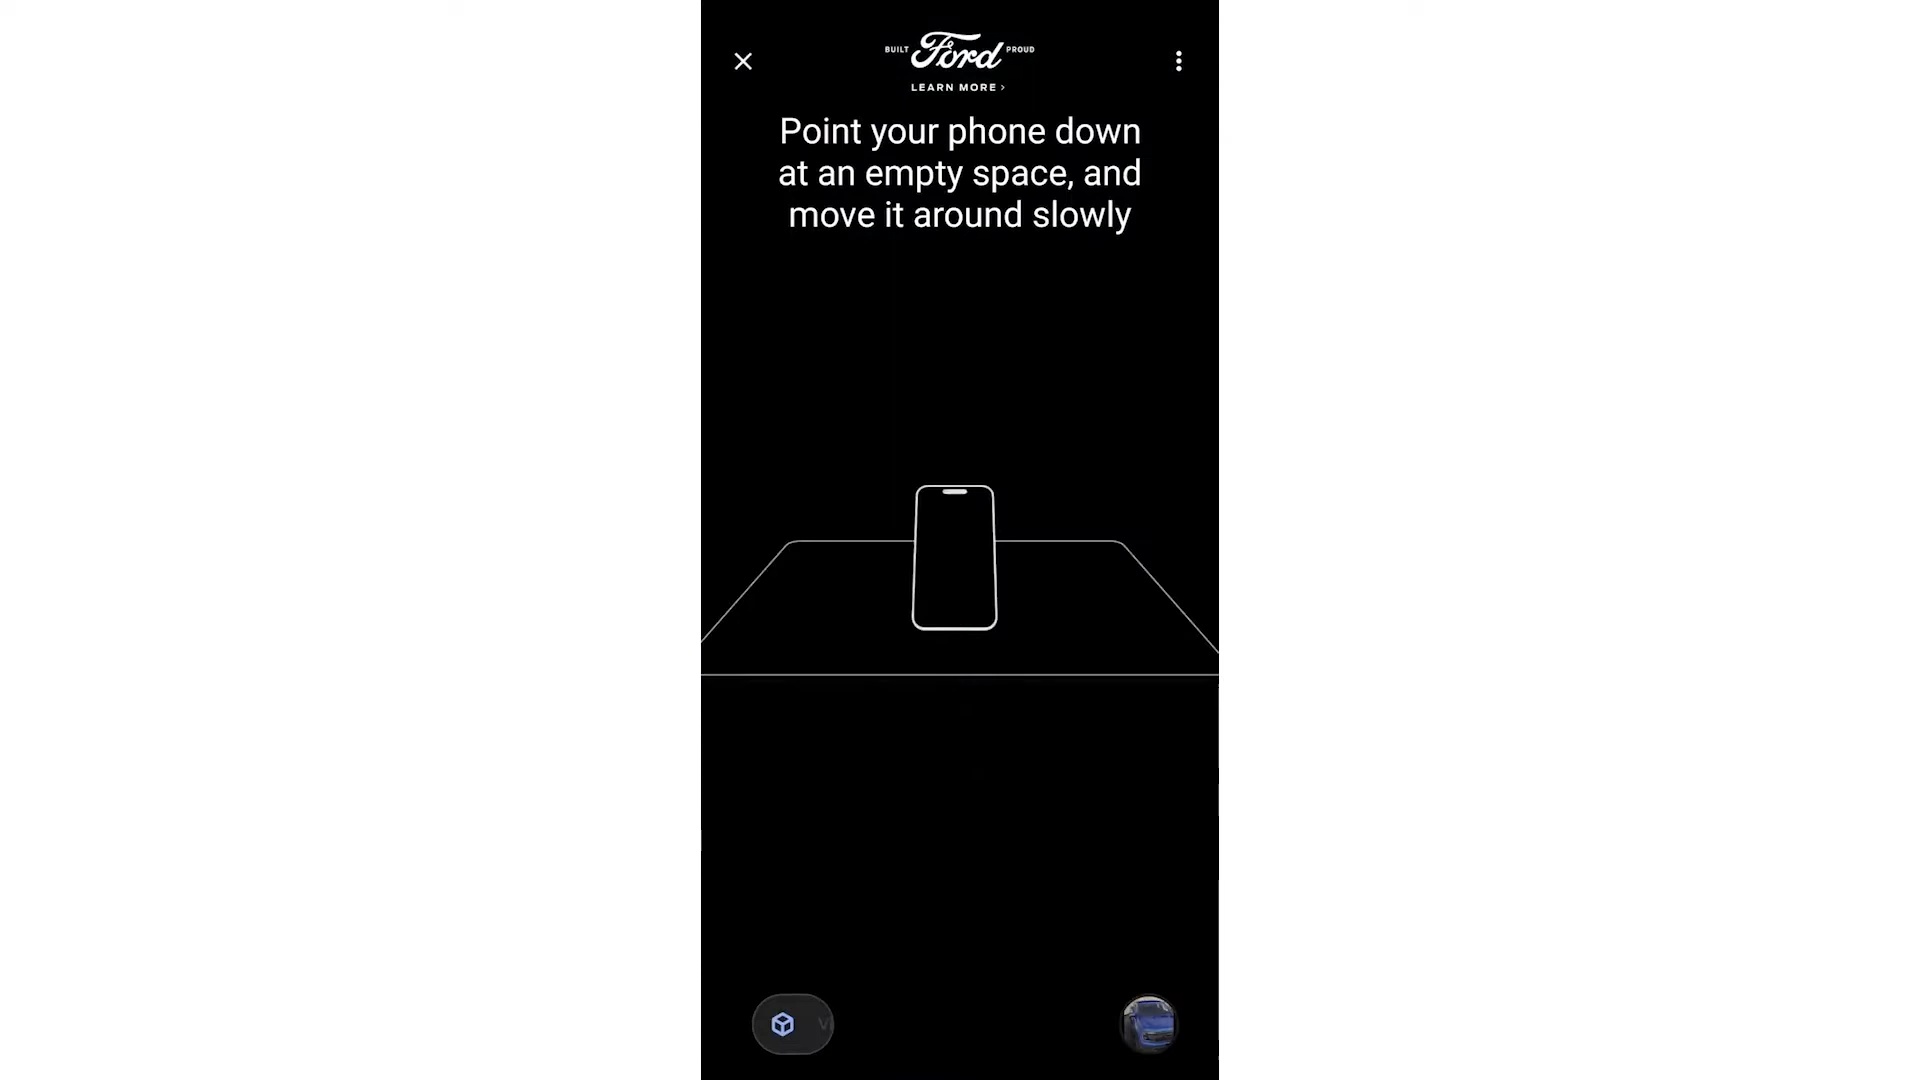 BUILT Ford PROUD
LEARN MORE >
Point your phone down
at an empty space, and
move it around slowly